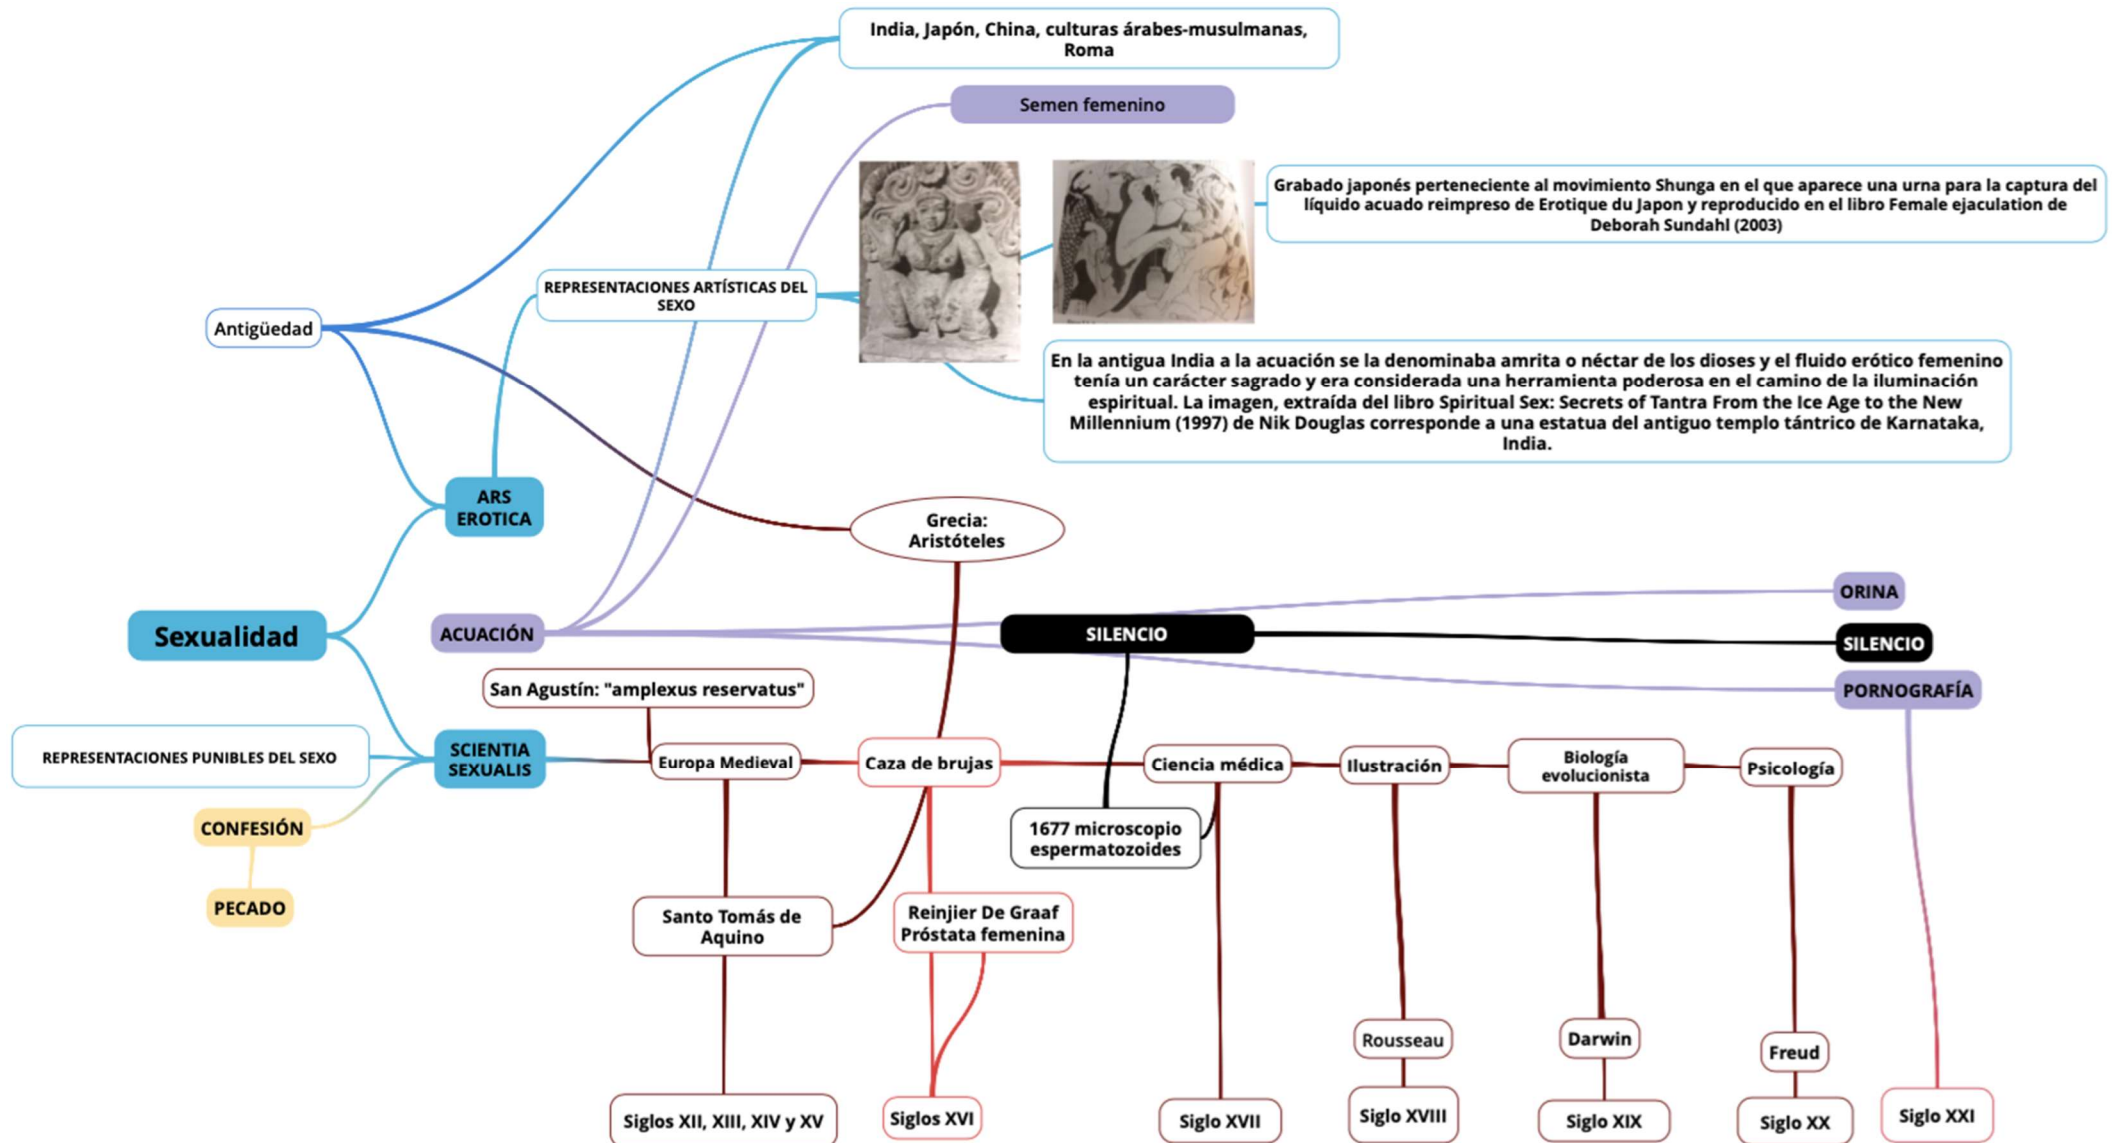 India, Japón, China, culturas árabes-musulmanas,
Roma
Semen femenino
Grabado japonés perteneciente al movimiento Shunga en el que aparece una urna para la captura del
líquido acuado reimpreso de Erotique du Japon y reproducido en el libro Female ejaculation de
Deborah Sundahl (2003)
REPRESENTACIONES ARTÍSTICAS DEL
SEXO
Antigüedad
En la antigua India a la acuación se la denominaba amrita o néctar de los dioses y el fluido erótico femenino
tenía un carácter sagrado y era considerada una herramienta poderosa en el camino de la iluminación
espiritual. La imagen, extraída del libro Spiritual Sex: Secrets of Tantra From the Ice Age to the New
Millennium (1997) de Nik Douglas corresponde a una estatua del antiguo templo tántrico de Karnataka,
India.
ARS
EROTICA
Grecia:
Aristóteles
ORINA
Sexualidad
ACUACIÓN
SILENCIO
SILENCIO
San Agustín: "amplexus reservatus"
PORNOGRAFÍA
REPRESENTACIONES PUNIBLES DEL SEXO
SCIENTIA
SEXUALIS
Europa Medieval
Caza de brujas
Ciencia médica
Ilustración
Biología
evolucionista
Psicología
CONFESIÓN
1677 microscopio
espermatozoides
PECADO
Santo Tomás de
Aquino
Reinjier De Graaf
Próstata femenina
Rousseau
Darwin
Freud
Siglos XII, XIII, XIV y XV
Siglos XVI
Siglo XVII
Siglo XVIII
Siglo XIX
Siglo XX
Siglo XXI